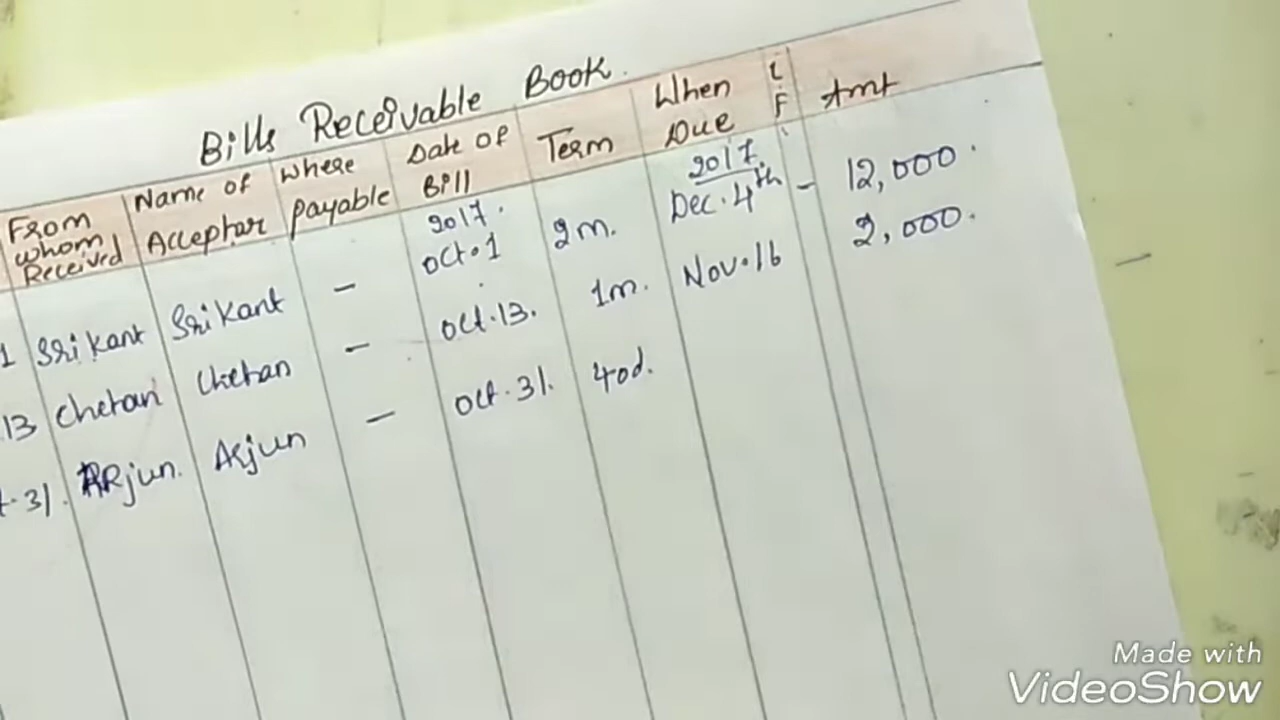 Bills Receivable Book.
From whom Received Name of Acceptor Where payable Date of Bill Term When Due L F Amt
2017. 2017.
1 Srikant Srikant - Oct.1 2m. Dec.4th - 12,000.
13 Chetan Chetan - Oct.13. 1m. Nov.16 2,000.
t.31. ARjun. Arjun - Oct.31. 40d.
Made with
VideoShow